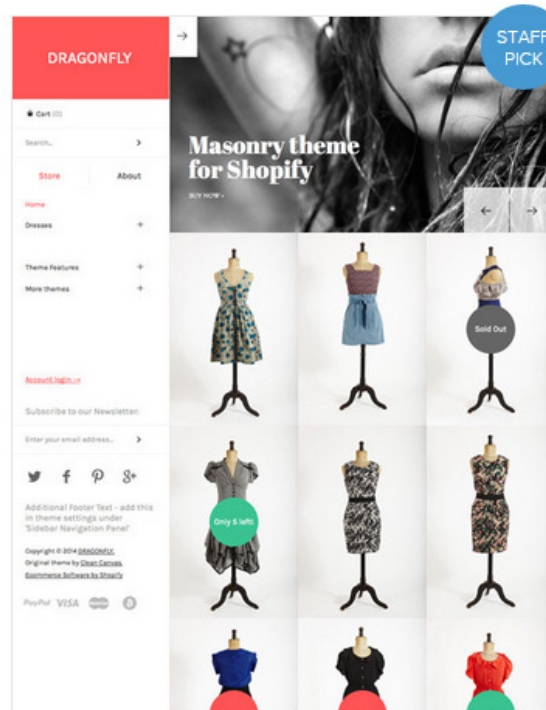 STAFF
PICK
DRAGONFLY
Cart (0)
Search...
Store
About
Home
Dresses
Theme Features
More themes
Account login
Subscribe to our Newsletter:
Enter your email address...
Additional Footer Text - add this
in theme settings under
'Sidebar Navigation Panel'
Copyright © 2014 DRAGONFLY.
Original theme by Clean Canvas.
Ecommerce Software by Shopify
PayPal VISA
Masonry theme
for Shopify
BUY NOW
Sold Out
Only 5 left!